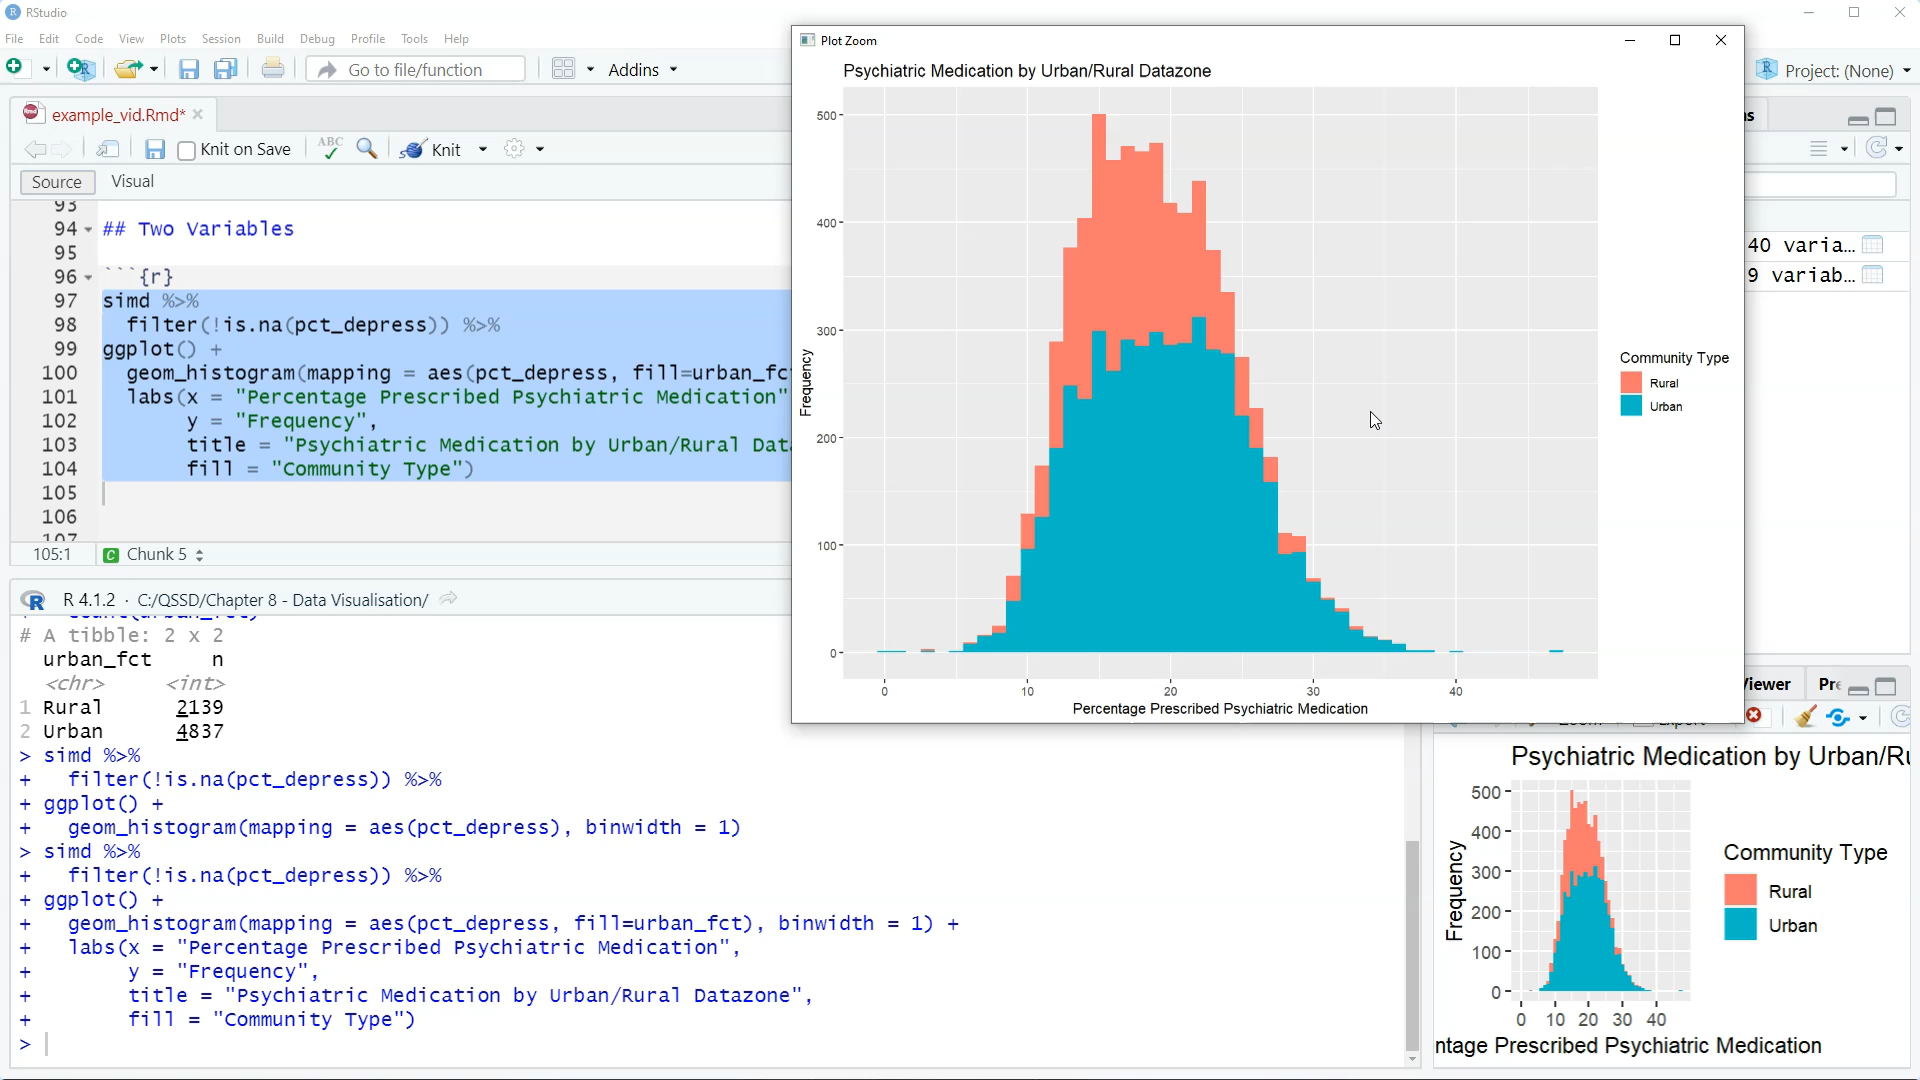 RStudio
File Edit Code View Plots Session Build Debug Profile Tools Help
Go to file/function
Addins
Project: (None)
example_vid.Rmd*
Knit on Save
ABC
Knit
Source Visual
93
94 ## Two Variables
95
96 ```{r}
97 simd %>%
98 filter(!is.na(pct_depress)) %>%
99 ggplot() +
100 geom_histogram(mapping = aes(pct_depress, fill=urban_fc
101 labs(x = "Percentage Prescribed Psychiatric Medication"
102 y = "Frequency",
103 title = "Psychiatric Medication by Urban/Rural Dat
104 fill = "Community Type")
105
106
107
105:1 Chunk 5
R 4.1.2 · C:/QSSD/Chapter 8 - Data Visualisation/
# A tibble: 2 x 2
urban_fct n
<chr> <int>
1 Rural 2139
2 Urban 4837
> simd %>%
+ filter(!is.na(pct_depress)) %>%
+ ggplot() +
+ geom_histogram(mapping = aes(pct_depress), binwidth = 1)
> simd %>%
+ filter(!is.na(pct_depress)) %>%
+ ggplot() +
+ geom_histogram(mapping = aes(pct_depress, fill=urban_fct), binwidth = 1) +
+ labs(x = "Percentage Prescribed Psychiatric Medication",
+ y = "Frequency",
+ title = "Psychiatric Medication by Urban/Rural Datazone",
+ fill = "Community Type")
>
Plot Zoom
Psychiatric Medication by Urban/Rural Datazone
500
400
300
200
100
0
Frequency
0 10 20 30 40
Percentage Prescribed Psychiatric Medication
Community Type
Rural
Urban
ns
40 varia...
9 variab...
Viewer Pre
Psychiatric Medication by Urban/Ru
500
400
300
200
100
0
Frequency
0 10 20 30 40
ntage Prescribed Psychiatric Medication
Community Type
Rural
Urban